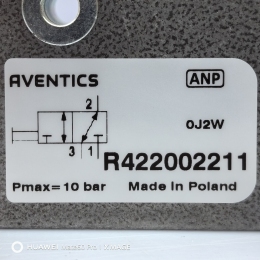 AVENTICS
ANP
2
0J2W
3 1
R422002211
Pmax=10 bar
Made in Poland